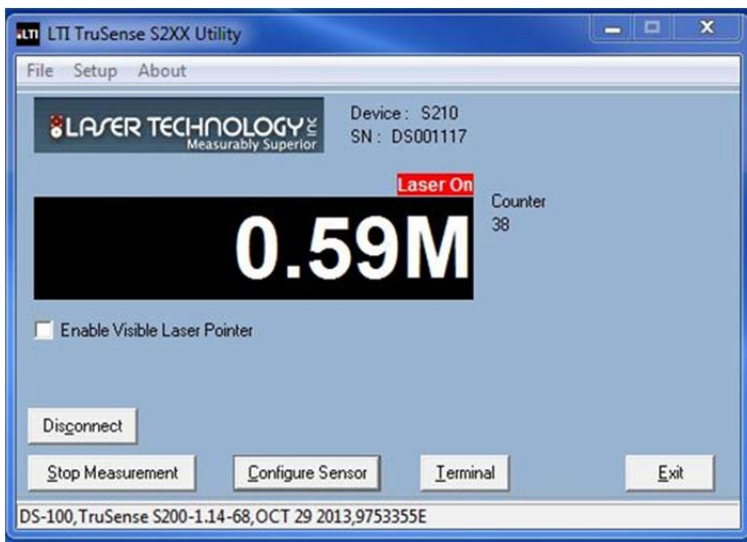 LTI LTI TruSense S2XX Utility
File Setup About
LASER TECHNOLOGY INC
Measurably Superior
Device : S210
SN : DS001117
Laser On
0.59M
Counter
38
Enable Visible Laser Pointer
Disconnect
Stop Measurement Configure Sensor Terminal Exit
DS-100,TruSense S200-1.14-68,OCT 29 2013,9753355E